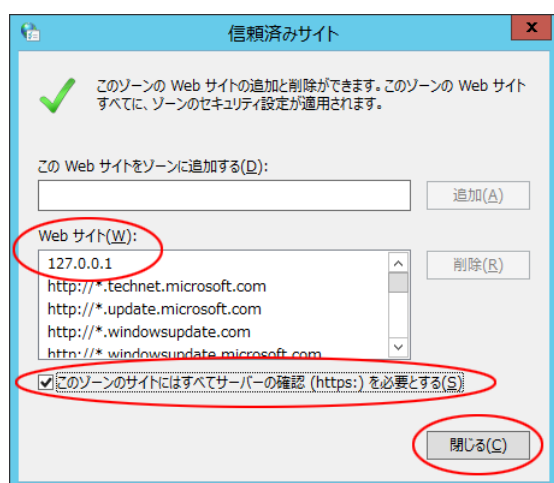 信頼済みサイト
x
このゾーンの Web サイトの追加と削除ができます。このゾーンの Web サイト
すべてに、ゾーンのセキュリティ設定が適用されます。
この Web サイトをゾーンに追加する(D):
追加(A)
Web サイト(W):
127.0.0.1
削除(R)
http://*.technet.microsoft.com
http://*.update.microsoft.com
http://*.windowsupdate.com
http://*.windowsupdate.microsoft.com
このゾーンのサイトにはすべてサーバーの確認 (https:) を必要とする(S)
閉じる(C)